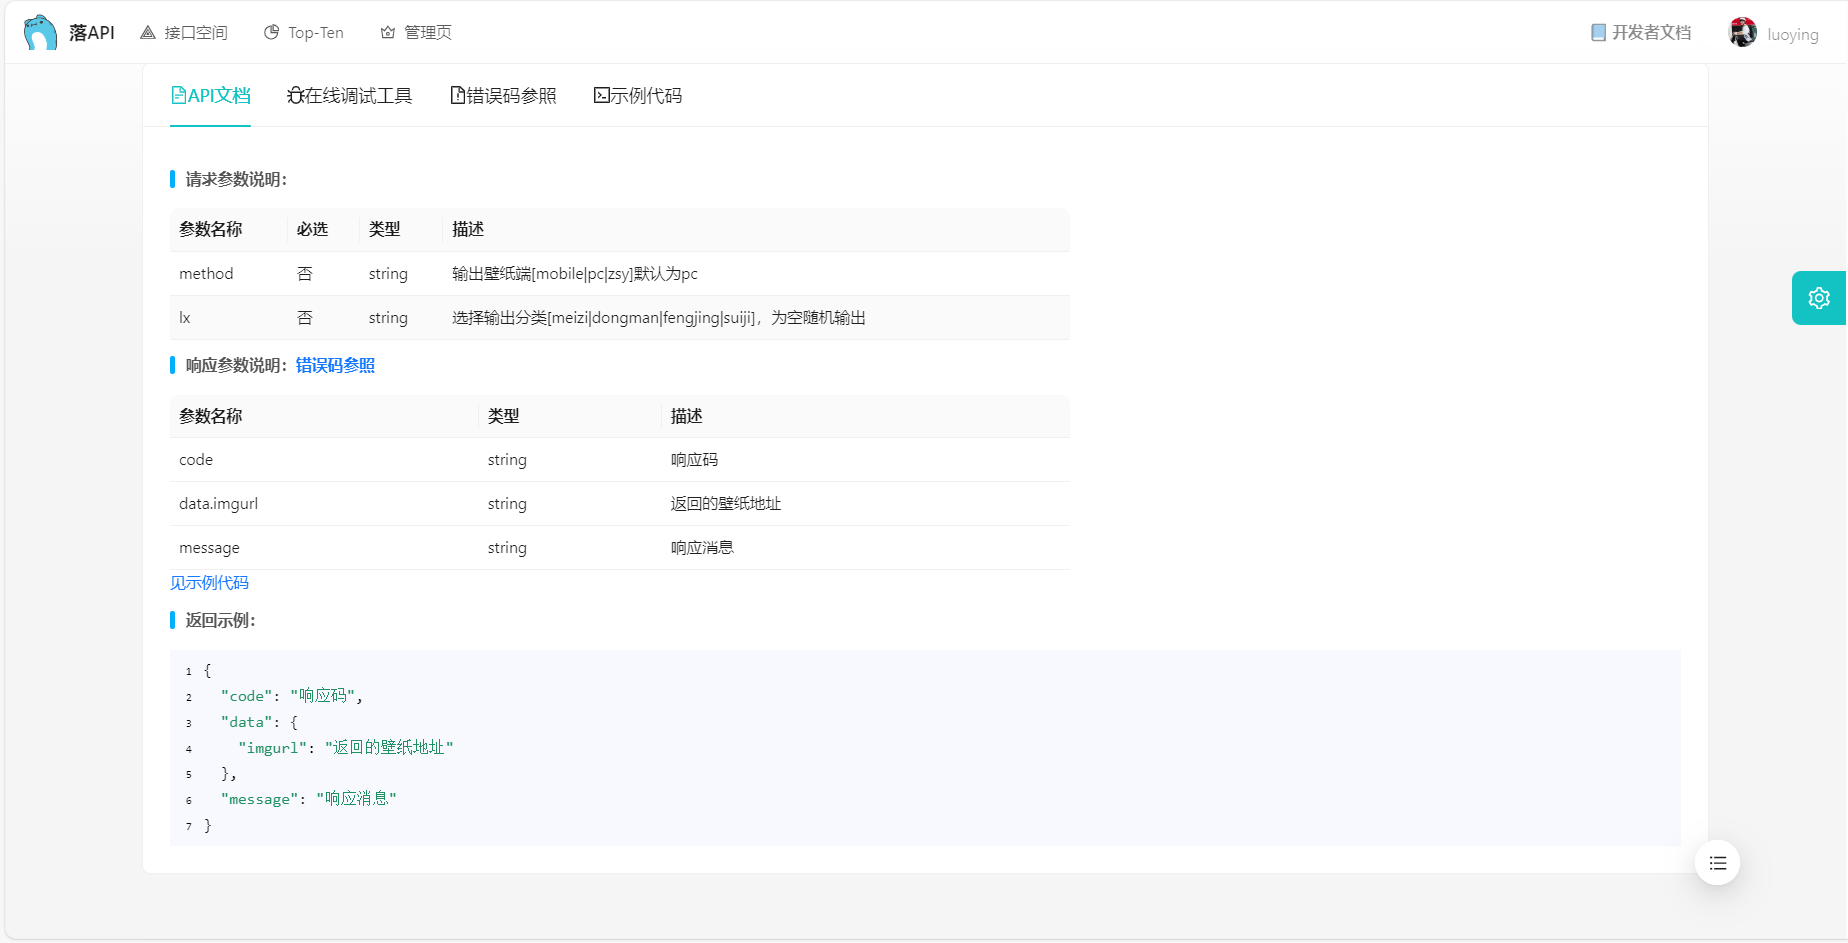 落API 接口空间 Top-Ten 管理页 开发者文档 luoying
API文档 在线调试工具 错误码参照 示例代码
请求参数说明：
参数名称 必选 类型 描述
method 否 string 输出壁纸端[mobile|pc|zsy]默认为pc
lx 否 string 选择输出分类[meizi|dongman|fengjing|suiji]，为空随机输出
响应参数说明：错误码参照
参数名称 类型 描述
code string 响应码
data.imgurl string 返回的壁纸地址
message string 响应消息
见示例代码
返回示例：
1 {
2 "code": "响应码",
3 "data": {
4 "imgurl": "返回的壁纸地址"
5 },
6 "message": "响应消息"
7 }